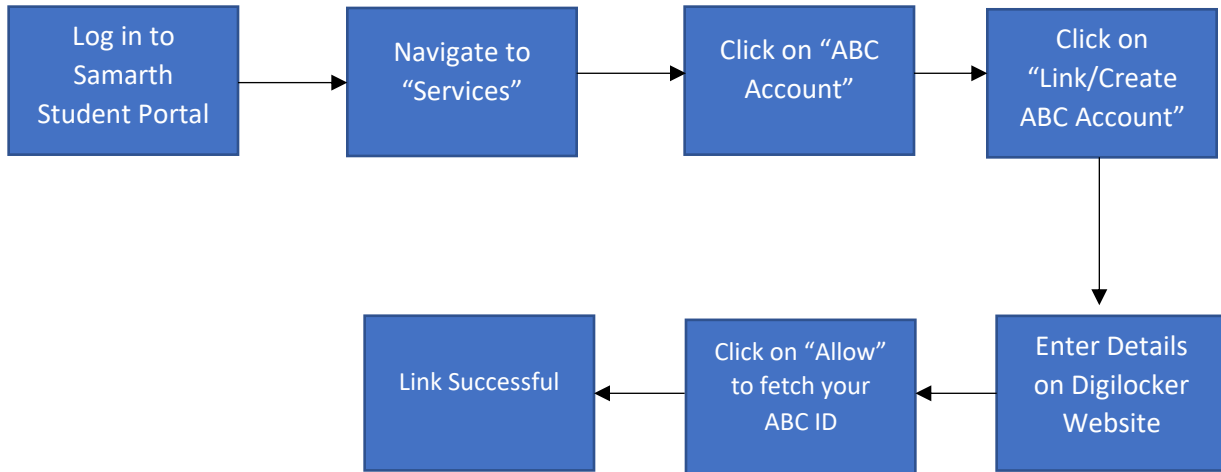 Log in to
Samarth
Student Portal
Navigate to
“Services”
Click on “ABC
Account”
Click on
“Link/Create
ABC Account”
Enter Details
on Digilocker
Website
Click on “Allow”
to fetch your
ABC ID
Link Successful